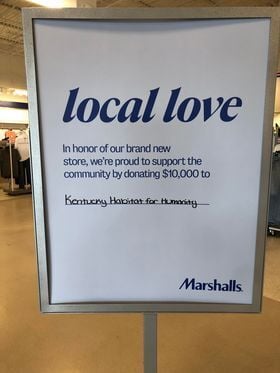 local love
In honor of our brand new
store, we're proud to support the
community by donating $10,000 to
Kentucky Habitat for Humanity
Marshalls.